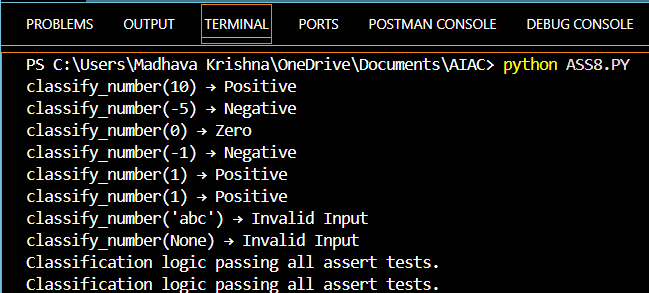 PROBLEMS OUTPUT TERMINAL PORTS POSTMAN CONSOLE DEBUG CONSOLE
PS C:\Users\Madhava Krishna\OneDrive\Documents\AIAC> python ASS8.PY
classify_number(10) → Positive
classify_number(-5) → Negative
classify_number(0) → Zero
classify_number(-1) → Negative
classify_number(1) → Positive
classify_number(1) → Positive
classify_number('abc') → Invalid Input
classify_number(None) → Invalid Input
Classification logic passing all assert tests.
Classification logic passing all assert tests.